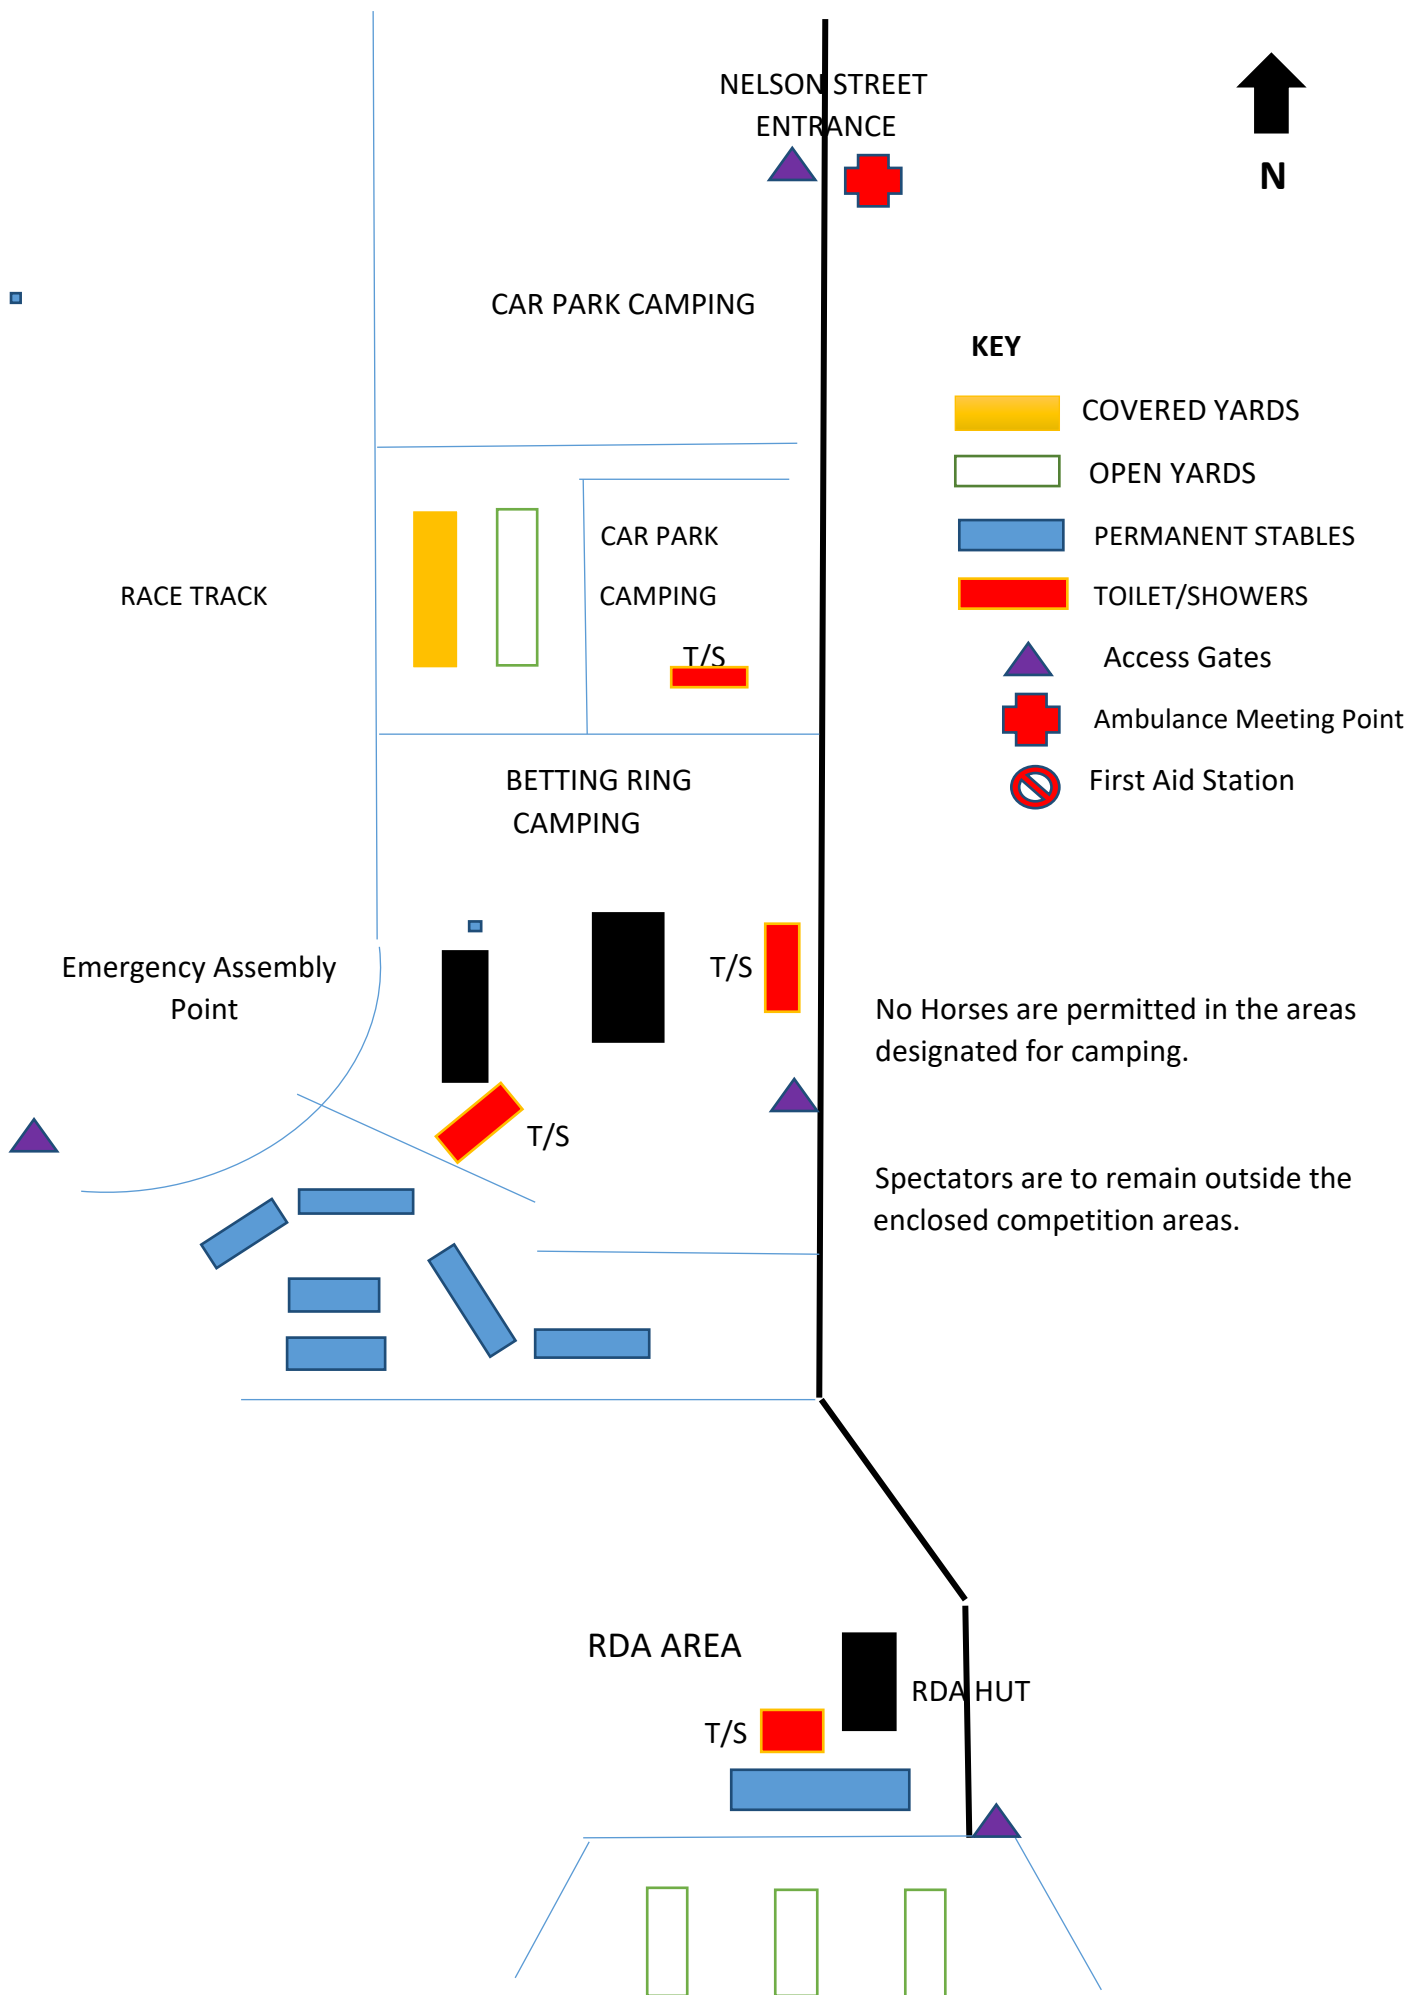 NELSON STREET
ENTRANCE
N
CAR PARK CAMPING
KEY
COVERED YARDS
OPEN YARDS
CAR PARK
PERMANENT STABLES
RACE TRACK
CAMPING
TOILET/SHOWERS
T/S
Access Gates
Ambulance Meeting Point
BETTING RING
CAMPING
First Aid Station
Emergency Assembly
Point
T/S
No Horses are permitted in the areas
designated for camping.
T/S
Spectators are to remain outside the
enclosed competition areas.
RDA AREA
RDA HUT
T/S